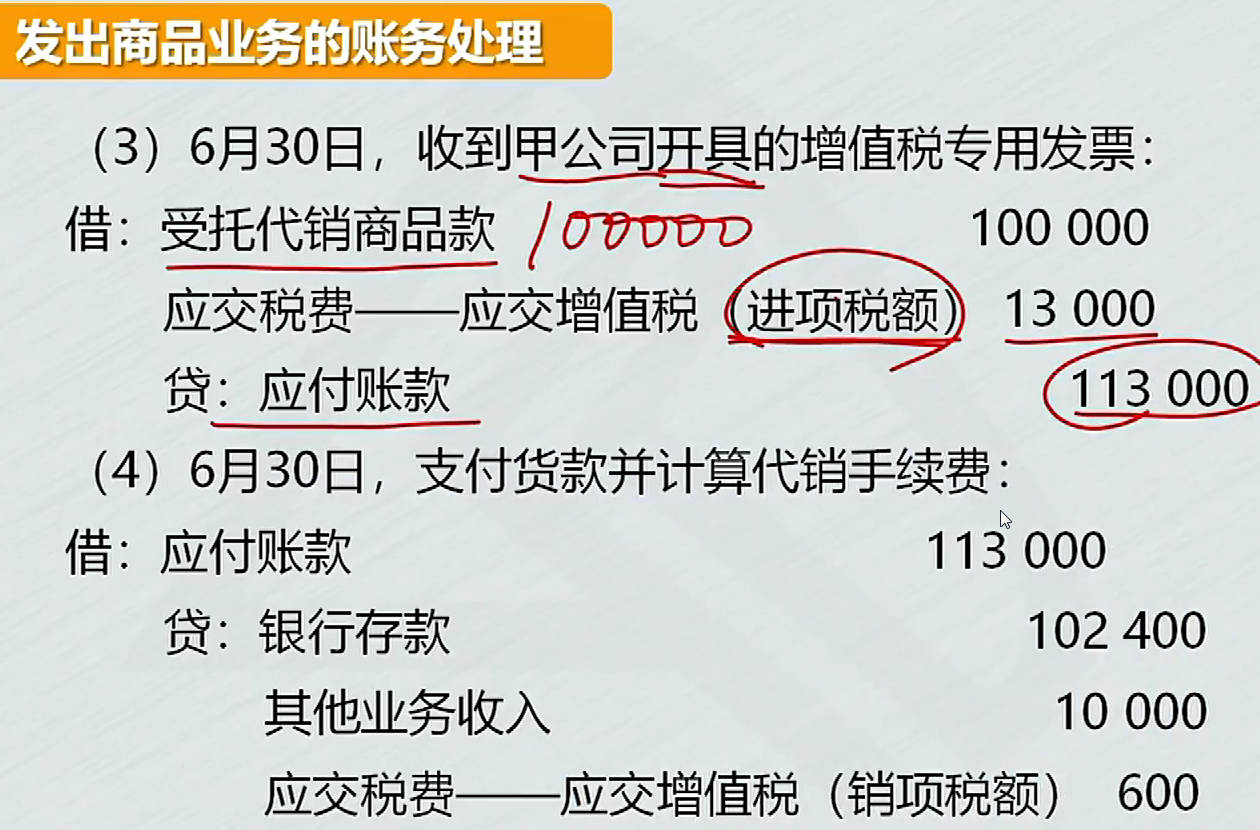 发出商品业务的账务处理
（3）6月30日，收到甲公司开具的增值税专用发票：
借：受托代销商品款 100000 100 000
应交税费——应交增值税（进项税额） 13 000
贷：应付账款 113 000
（4）6月30日，支付货款并计算代销手续费：
借：应付账款 113 000
贷：银行存款 102 400
其他业务收入 10 000
应交税费——应交增值税（销项税额） 600